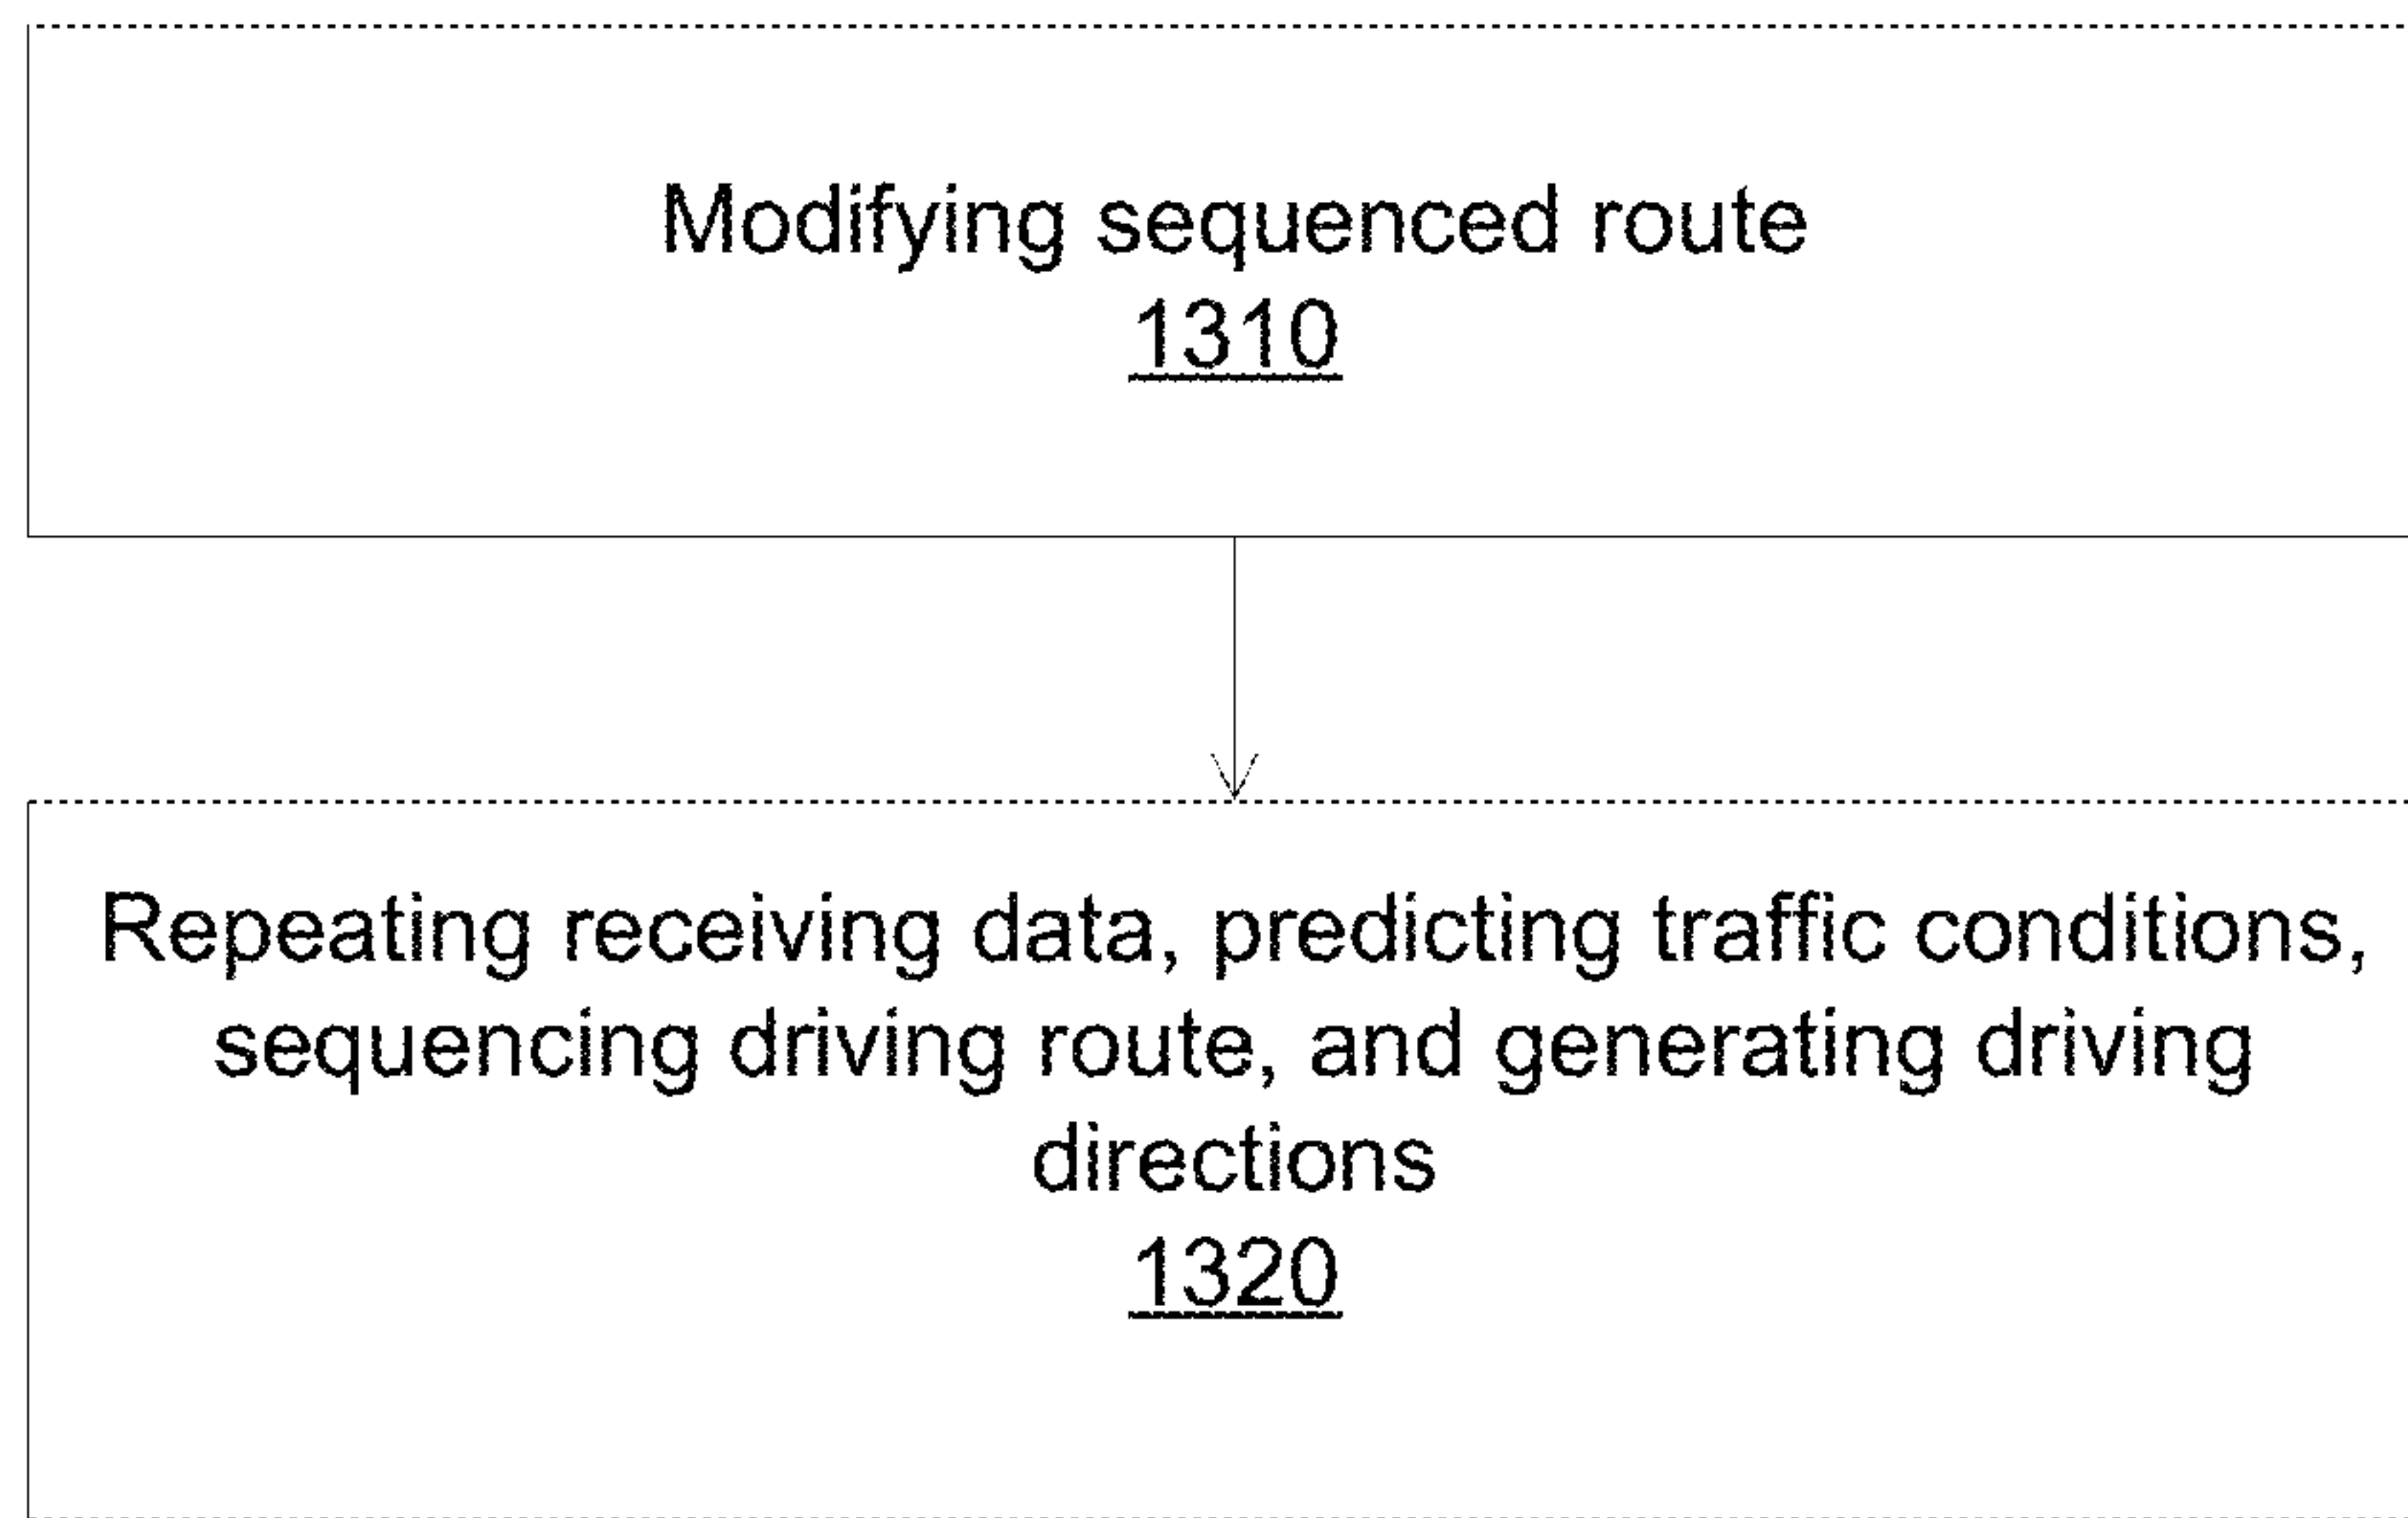 Modifying sequenced route
1310
Repeating receiving data, predicting traffic conditions,
sequencing driving route, and generating driving
directions
1320